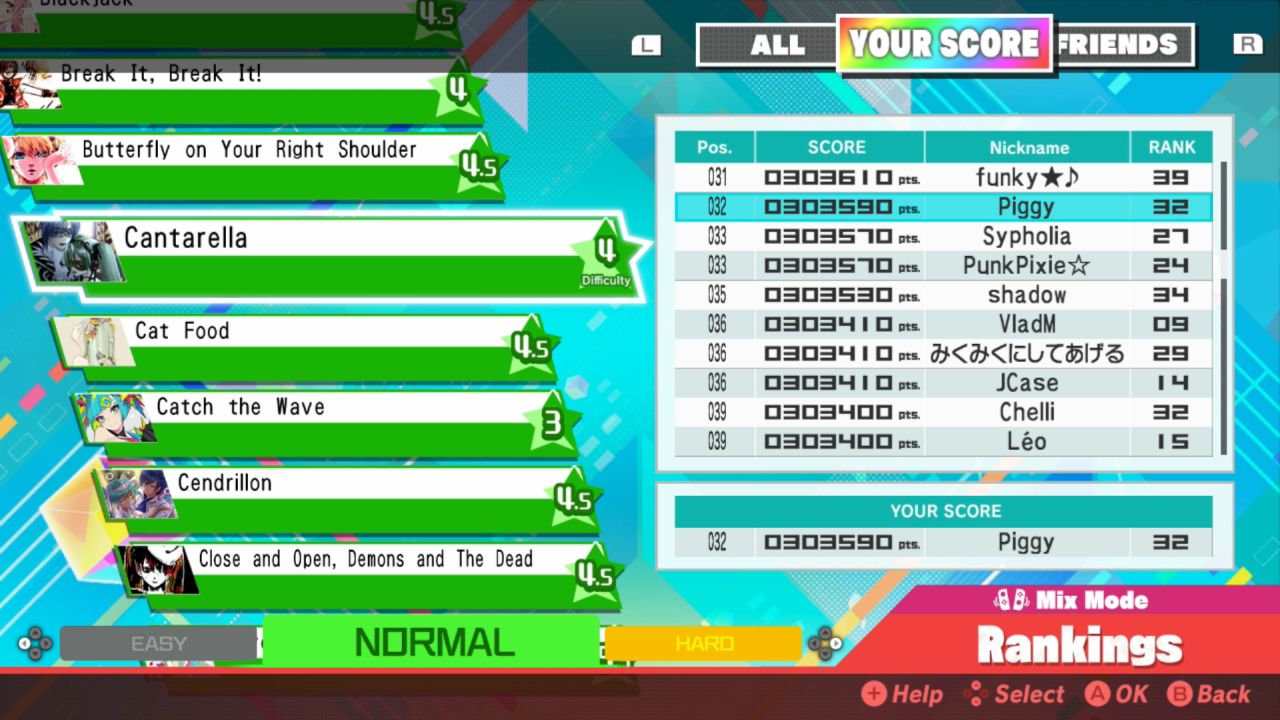 BlackJack
4.5
Break It, Break It!
4
Butterfly on Your Right Shoulder
4.5
Cantarella
4
Difficulty
Cat Food
4.5
Catch the Wave
3
Cendrillon
4.5
Close and Open, Demons and The Dead
4.5
EASY
NORMAL
HARD
L
ALL
YOUR SCORE
FRIENDS
R
Pos. SCORE Nickname RANK
031 0303610 pts. funky★♪ 39
032 0303590 pts. Piggy 32
033 0303570 pts. Sypholia 27
033 0303570 pts. PunkPixie☆ 24
035 0303530 pts. shadow 34
036 0303410 pts. VladM 09
036 0303410 pts. みくみくにしてあげる 29
036 0303410 pts. JCase 14
039 0303400 pts. Chelli 32
039 0303400 pts. Léo 15
YOUR SCORE
032 0303590 pts. Piggy 32
Mix Mode
Rankings
+ Help Select A OK B Back